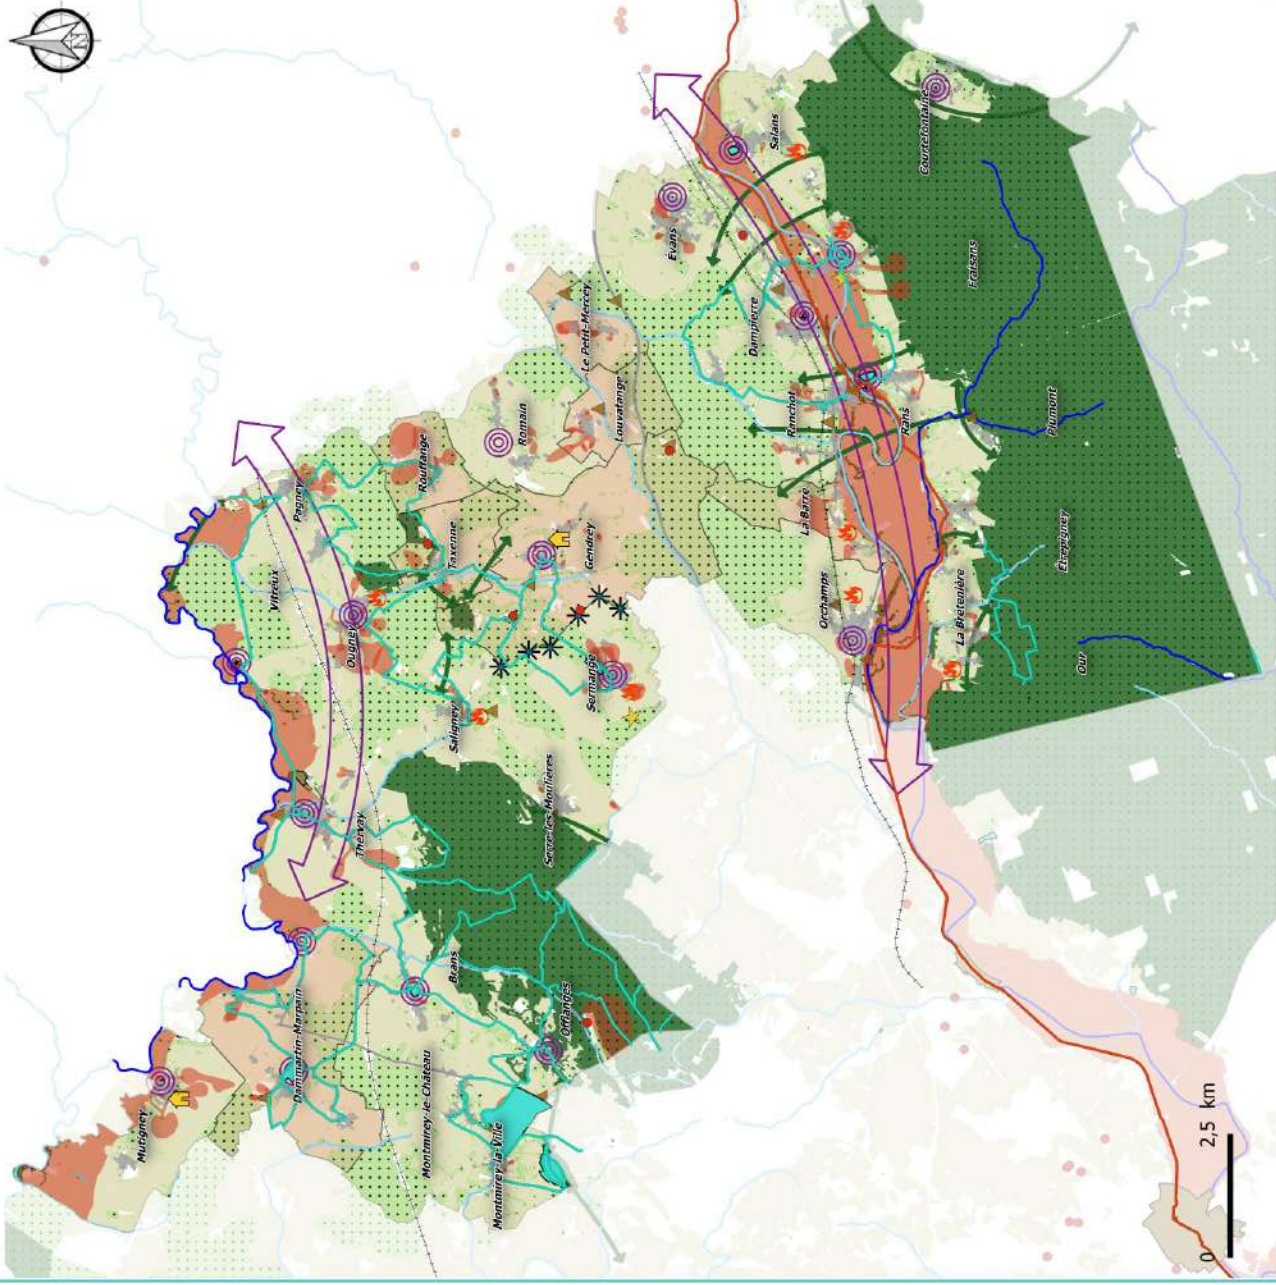 N
Mutigney
Vitreux
Dammartin-Marpain
Pagney
Ougney
Thervay
Montmirey-le-Château
Rouffange
Brans
Saligney
Taxenne
Montmirey-la-Ville
Romain
Serre-les-Moulières
Offlanges
Sermange
Gendrey
Le Petit-Mercey
Louvatange
Evans
Dampierre
Salans
Ranchot
La Barre
Orchamps
Rans
Courtefontaine
La Bretenière
Fraisans
Plumont
Étrepigney
Our
0 2,5 km